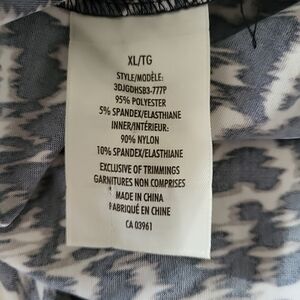 XL/TG
STYLE/MODÈLE:
3DJGDHSB3-777P
95% POLYESTER
5% SPANDEX/ELASTHANE
INNER/INTÉRIEUR:
90% NYLON
10% SPANDEX/ELASTHANE
EXCLUSIVE OF TRIMMINGS
GARNITURES NON COMPRISES
MADE IN CHINA
FABRIQUÉ EN CHINE
CA 03961